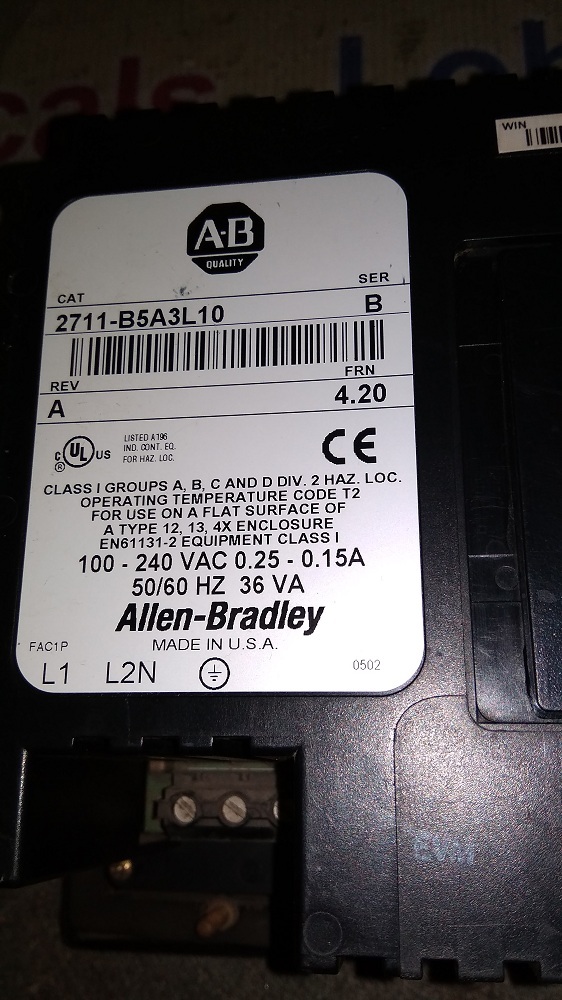 cals
WIN
A-B
QUALITY
CAT
SER
2711-B5A3L10
B
REV
FRN
A
4.20
C UL US
®
LISTED A196
IND. CONT. EQ.
FOR HAZ. LOC.
CE
CLASS I GROUPS A, B, C AND D DIV. 2 HAZ. LOC.
OPERATING TEMPERATURE CODE T2
FOR USE ON A FLAT SURFACE OF
A TYPE 12, 13, 4X ENCLOSURE
EN61131-2 EQUIPMENT CLASS I
100 - 240 VAC 0.25 - 0.15A
50/60 HZ 36 VA
Allen-Bradley
FAC1P
MADE IN U.S.A.
L1
L2N
0502